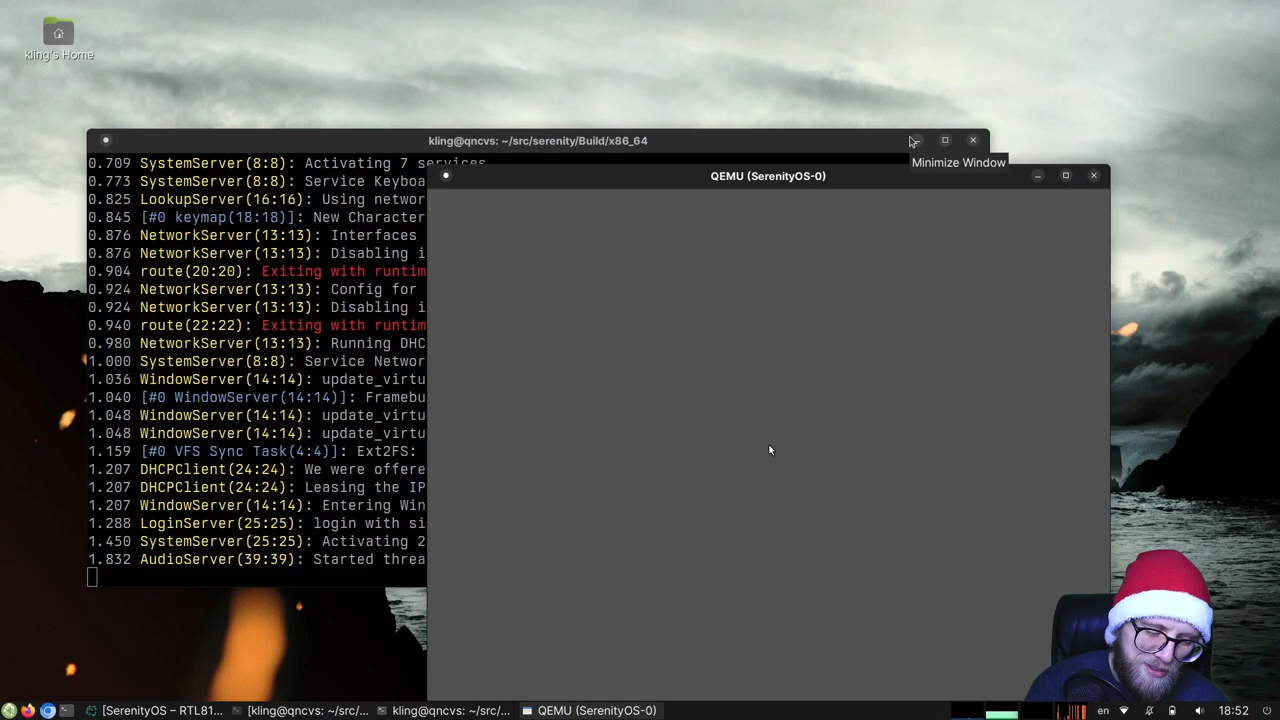 kling's Home
kling@qncvs: ~/src/serenity/Build/x86_64
Minimize Window
0.709 SystemServer(8:8): Activating 7 services
0.773 SystemServer(8:8): Service Keyboa
0.825 LookupServer(16:16): Using networ
0.845 [#0 keymap(18:18)]: New Character
0.876 NetworkServer(13:13): Interfaces
0.876 NetworkServer(13:13): Disabling i
0.904 route(20:20): Exiting with runtim
0.924 NetworkServer(13:13): Config for
0.924 NetworkServer(13:13): Disabling i
0.940 route(22:22): Exiting with runtim
0.980 NetworkServer(13:13): Running DHC
1.000 SystemServer(8:8): Service Networ
1.036 WindowServer(14:14): update_virtu
1.040 [#0 WindowServer(14:14)]: Framebu
1.048 WindowServer(14:14): update_virtu
1.048 WindowServer(14:14): update_virtu
1.159 [#0 VFS Sync Task(4:4)]: Ext2FS:
1.207 DHCPClient(24:24): We were offere
1.207 DHCPClient(24:24): Leasing the IP
1.207 WindowServer(14:14): Entering Win
1.288 LoginServer(25:25): login with si
1.450 SystemServer(25:25): Activating 2
1.832 AudioServer(39:39): Started threa
QEMU (SerenityOS-0)
[SerenityOS – RTL81...
[kling@qncvs: ~/src/...
kling@qncvs: ~/src/...
QEMU (SerenityOS-0)
en
18:52